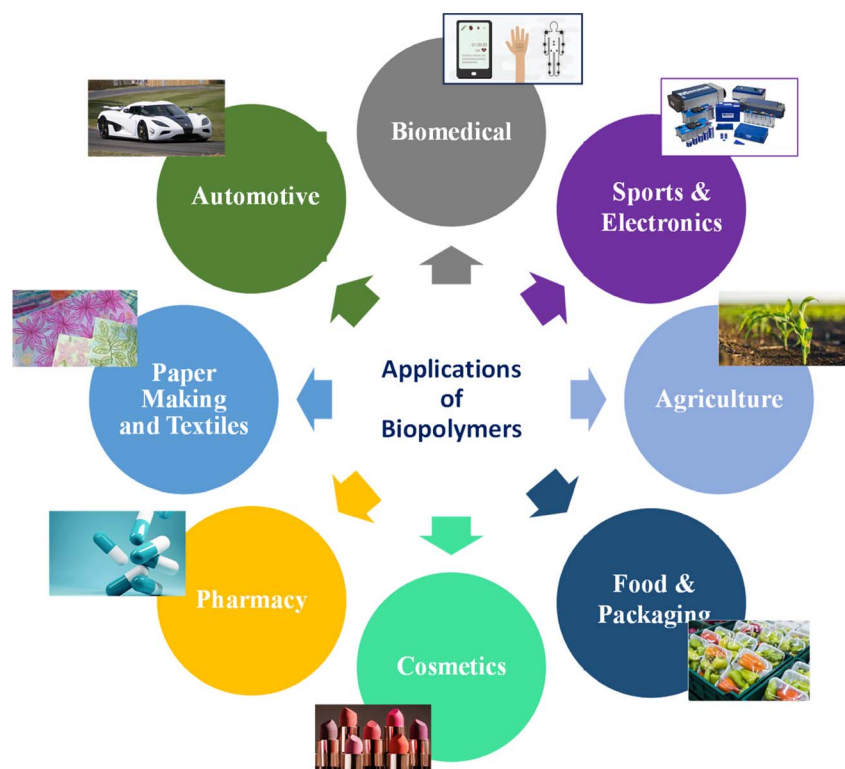 Biomedical
Sports &
Electronics
Agriculture
Food &
Packaging
Cosmetics
Pharmacy
Paper
Making
and Textiles
Automotive
Applications
of
Biopolymers